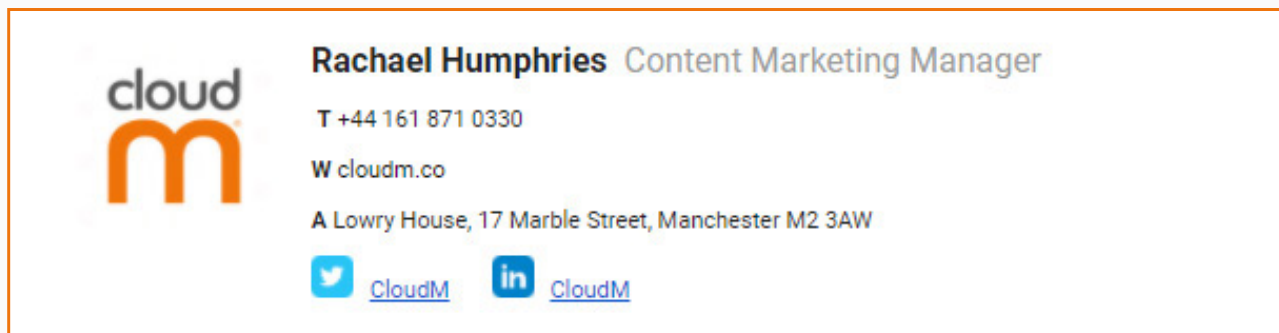 cloud
m
Rachael Humphries Content Marketing Manager
T +44 161 871 0330
W cloudm.co
A Lowry House, 17 Marble Street, Manchester M2 3AW
in
CloudM CloudM